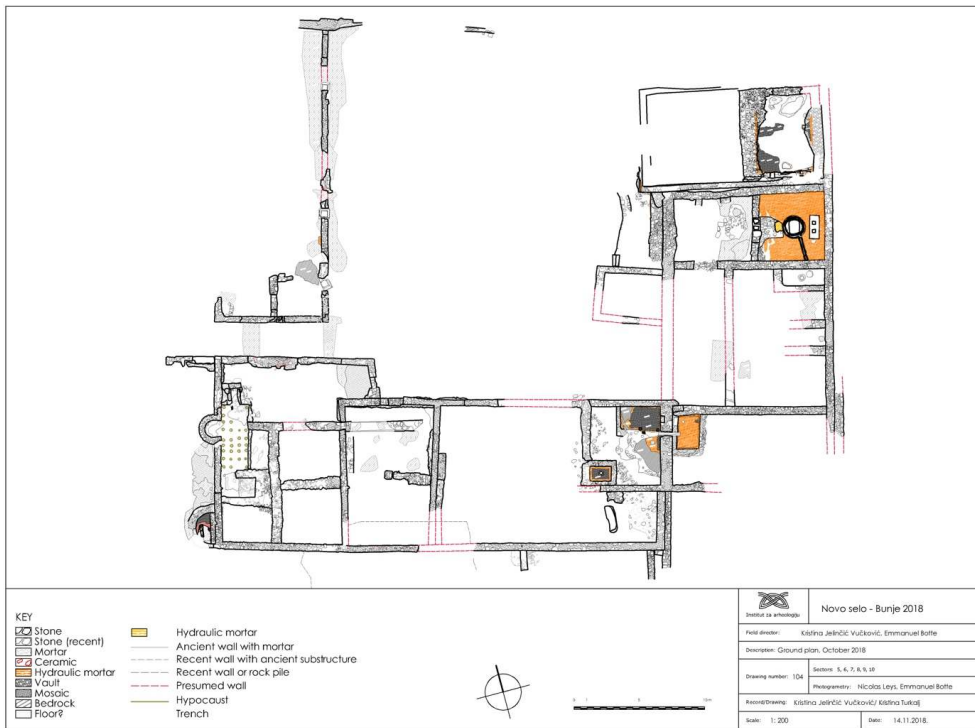 KEY
Stone
Stone (recent)
Mortar
Ceramic
Hydraulic mortar
Vault
Mosaic
Bedrock
Floor?
Hydraulic mortar
Ancient wall with mortar
Recent wall with ancient substructure
Recent wall or rock pile
Presumed wall
Hypocaust
Trench
Institut za arheologiju
Novo selo - Bunje 2018
Field director: Kristina Jelinčić Vučković, Emmanuel Botte
Description: Ground plan, October 2018
Drawing number: 104
Sectors 5, 6, 7, 8, 9, 10
Photogrammetry: Nicolas Leys, Emmanuel Botte
Record/Drawing: Kristina Jelinčić Vučković/ Kristina Turkalj
Scale: 1: 200
Date: 14.11.2018.